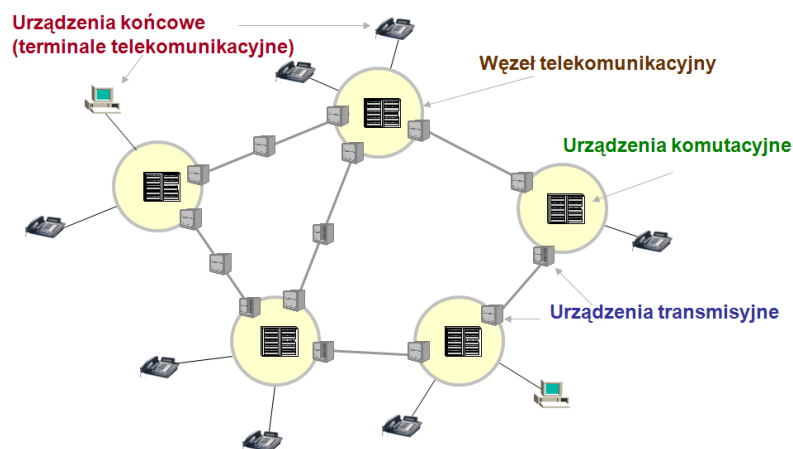 Urządzenia końcowe
(terminale telekomunikacyjne)
Węzeł telekomunikacyjny
Urządzenia komutacyjne
Urządzenia transmisyjne